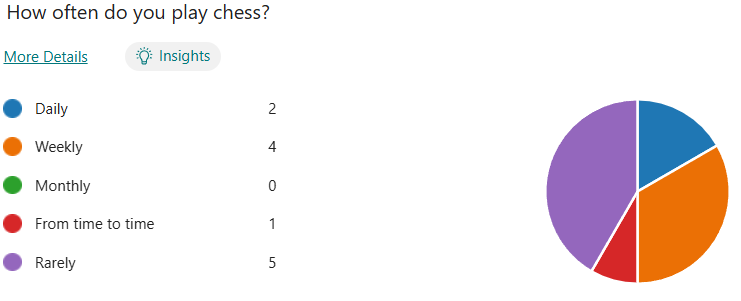 How often do you play chess?
More Details Insights
Daily 2
Weekly 4
Monthly 0
From time to time 1
Rarely 5